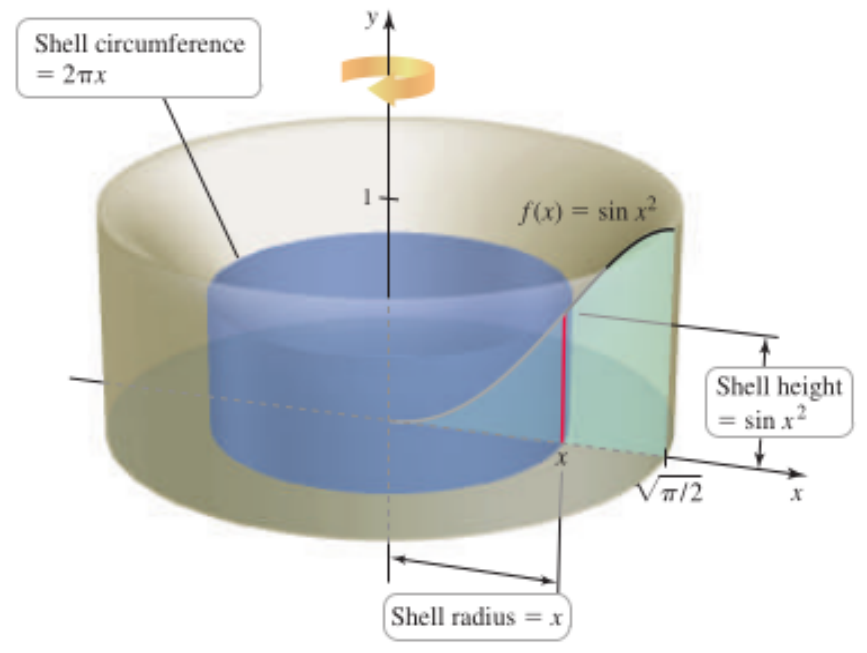 y
Shell circumference
= 2πx
1
f(x) = sin x²
Shell height
= sin x²
x
√π/2
x
Shell radius = x